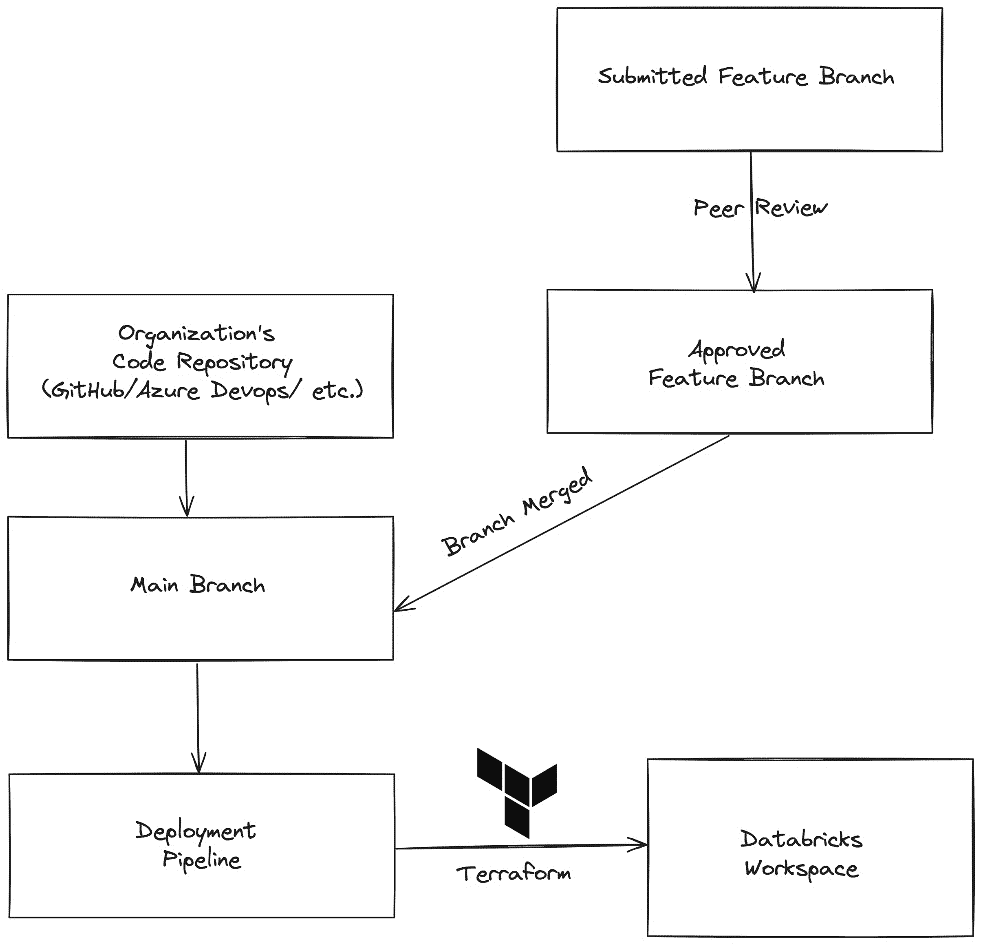 Submitted Feature Branch
Peer Review
Organization's
Code Repository
(GitHub/Azure Devops/ etc.)
Approved
Feature Branch
Branch Merged
Main Branch
Deployment
Pipeline
Terraform
Databricks
Workspace